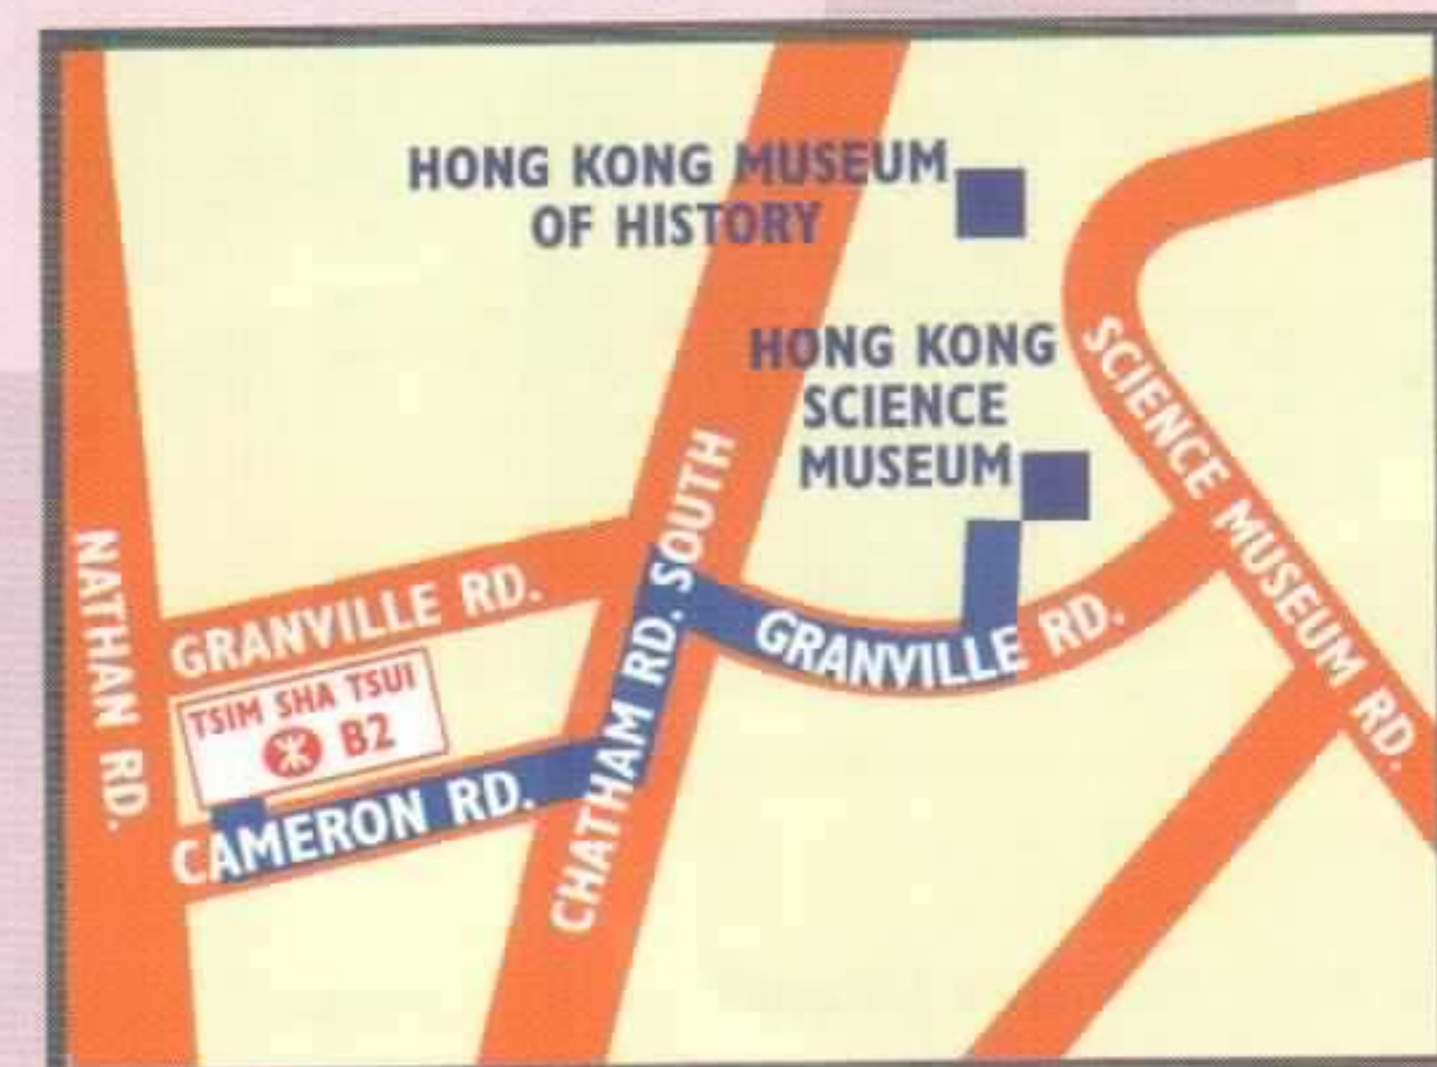 HONG KONG MUSEUM
OF HISTORY
HONG KONG
SCIENCE
MUSEUM
SCIENCE MUSEUM RD.
CHATHAM RD. SOUTH
NATHAN RD.
GRANVILLE RD.
GRANVILLE RD.
TSIM SHA TSUI
B2
CAMERON RD.